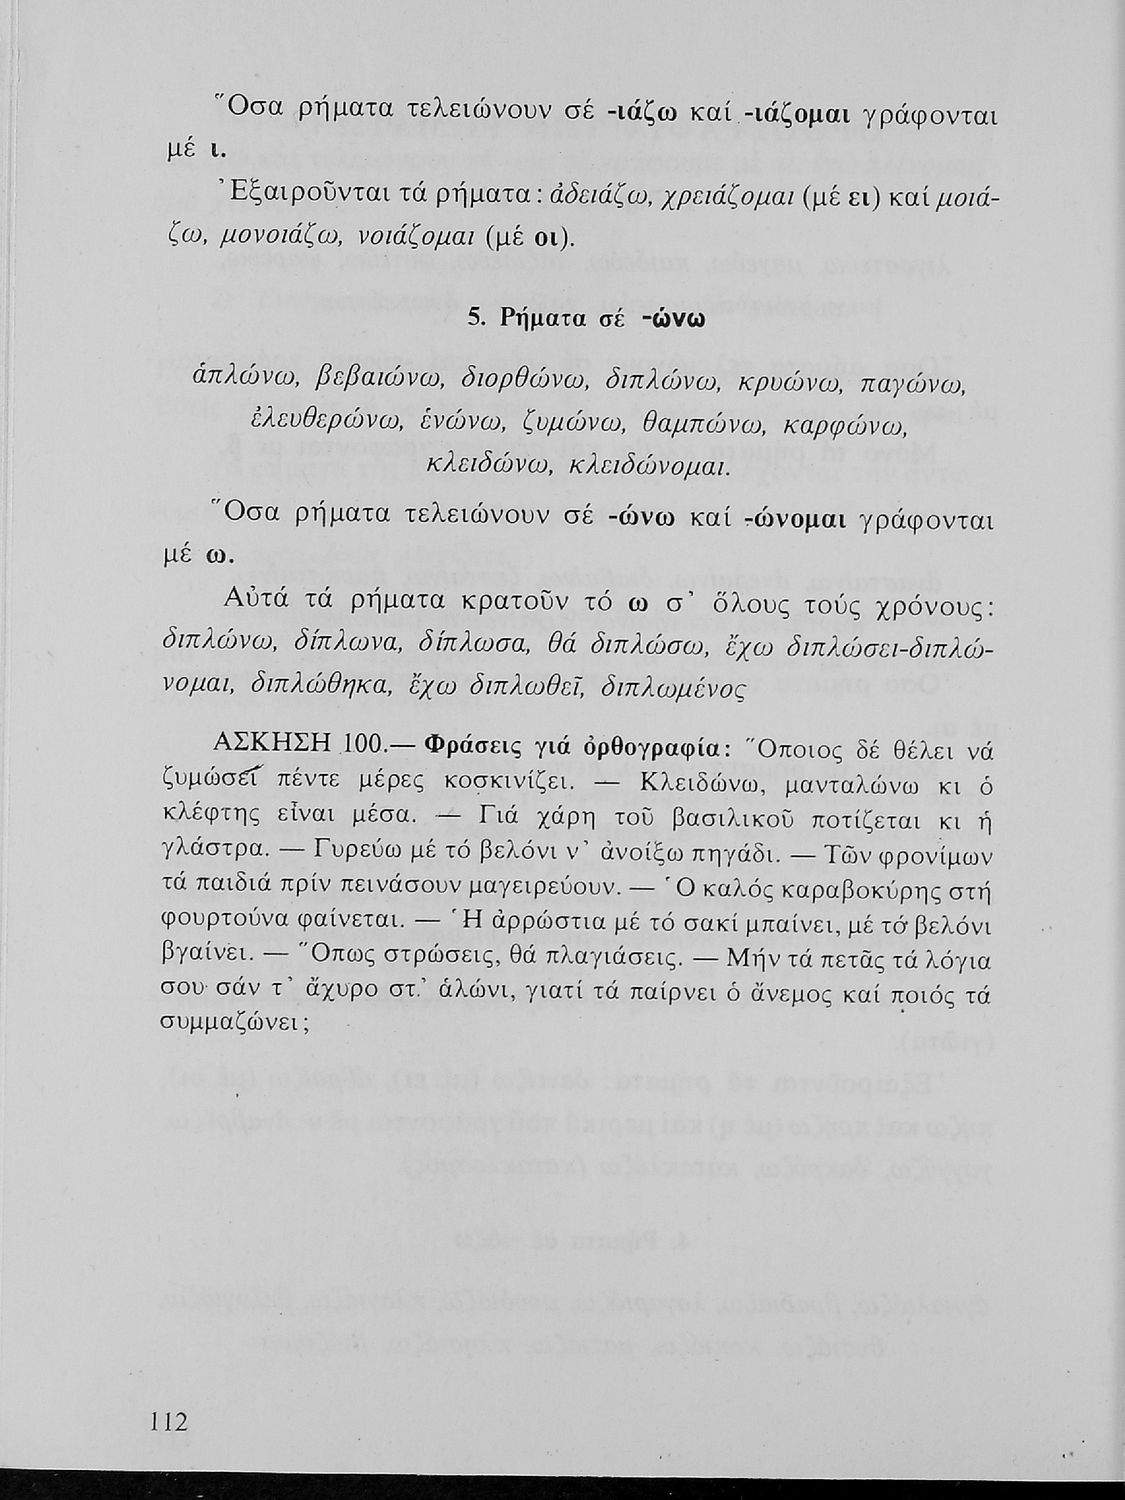 Ὅσα ρήματα τελειώνουν σέ -ιάζω καί -ιάζομαι γράφονται
μέ ι.
Ἐξαιροῦνται τά ρήματα: ἀδειάζω, χρειάζομαι (μέ ει) καί μοιά-
ζω, μονοιάζω, νοιάζομαι (μέ οι).
5. Ρήματα σέ -ώνω
ἁπλώνω, βεβαιώνω, διορθώνω, διπλώνω, κρυώνω, παγώνω,
ἐλευθερώνω, ἑνώνω, ζυμώνω, θαμπώνω, καρφώνω,
κλειδώνω, κλειδώνομαι.
Ὅσα ρήματα τελειώνουν σέ -ώνω καί -ώνομαι γράφονται
μέ ω.
Αὐτά τά ρήματα κρατοῦν τό ω σ' ὅλους τούς χρόνους:
διπλώνω, δίπλωνα, δίπλωσα, θά διπλώσω, ἔχω διπλώσει-διπλώ-
νομαι, διπλώθηκα, ἔχω διπλωθεῖ, διπλωμένος
ΑΣΚΗΣΗ 100.— Φράσεις γιά ὀρθογραφία: Ὅποιος δέ θέλει νά
ζυμώσει πέντε μέρες κοσκινίζει. — Κλειδώνω, μανταλώνω κι ὁ
κλέφτης εἶναι μέσα. — Γιά χάρη τοῦ βασιλικοῦ ποτίζεται κι ἡ
γλάστρα. — Γυρεύω μέ τό βελόνι ν' ἀνοίξω πηγάδι. — Τῶν φρονίμων
τά παιδιά πρίν πεινάσουν μαγειρεύουν. — Ὁ καλός καραβοκύρης στή
φουρτούνα φαίνεται. — Ἡ ἀρρώστια μέ τό σακί μπαίνει, μέ τό βελόνι
βγαίνει. — Ὅπως στρώσεις, θά πλαγιάσεις. — Μήν τά πετᾶς τά λόγια
σου σάν τ' ἄχυρο στ' ἁλώνι, γιατί τά παίρνει ὁ ἄνεμος καί ποιός τά
συμμαζώνει;
112